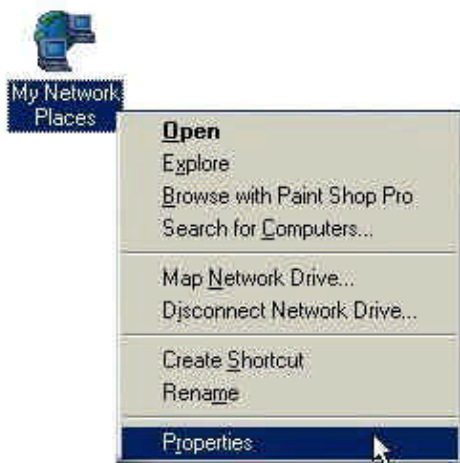 My Network
Places
Open
Explore
Browse with Paint Shop Pro
Search for Computers...
Map Network Drive...
Disconnect Network Drive...
Create Shortcut
Rename
Properties